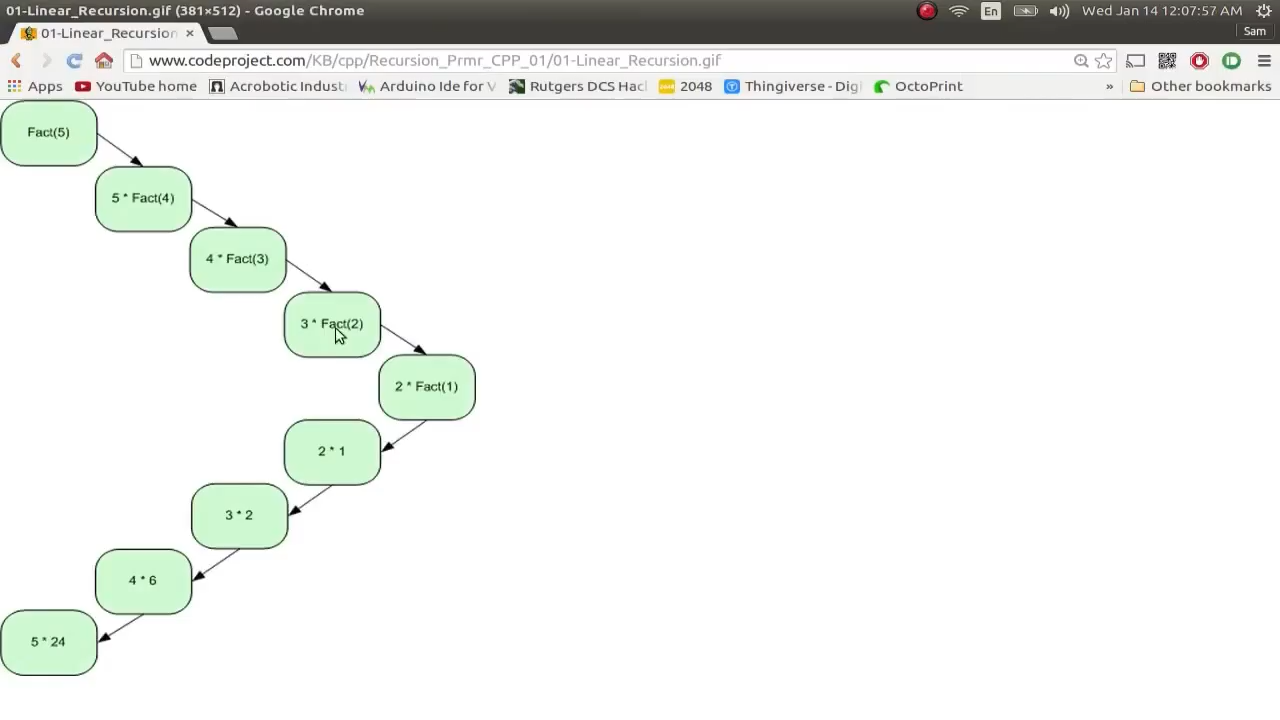 01-Linear_Recursion.gif (381×512) - Google Chrome
En
Wed Jan 14 12:07:57 AM
01-Linear_Recursion
Sam
www.codeproject.com/KB/cpp/Recursion_Prmr_CPP_01/01-Linear_Recursion.gif
Apps
YouTube home
Acrobotic Indust
Arduino Ide for V
Rutgers DCS Hac
2048
Thingiverse - Digi
OctoPrint
»
Other bookmarks
Fact(5)
5 * Fact(4)
4 * Fact(3)
3 * Fact(2)
2 * Fact(1)
2 * 1
3 * 2
4 * 6
5 * 24